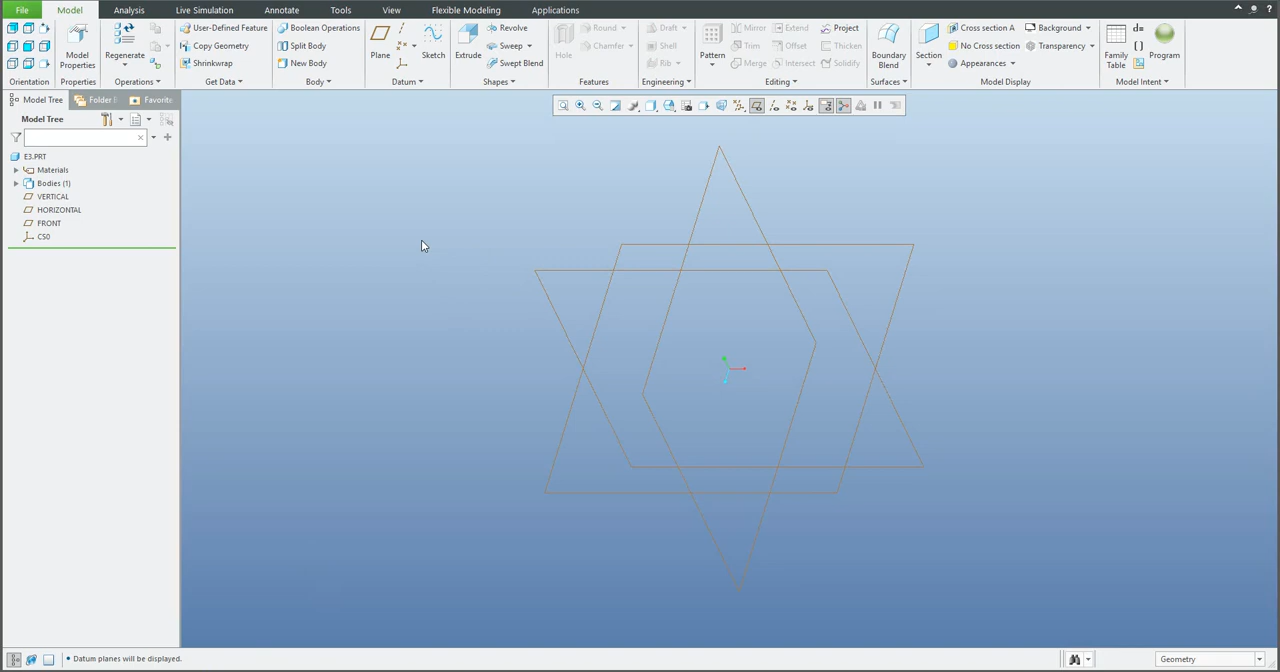 File Model Analysis Live Simulation Annotate Tools View Flexible Modeling Applications
Model Properties
Regenerate
User-Defined Feature
Copy Geometry
Shrinkwrap
Boolean Operations
Split Body
New Body
Plane
Sketch
Extrude
Revolve
Sweep
Swept Blend
Hole
Round
Chamfer
Draft
Shell
Rib
Pattern
Mirror
Trim
Merge
Extend
Offset
Intersect
Project
Thicken
Solidify
Boundary Blend
Section
Cross section A
No Cross section
Appearances
Background
Transparency
Family Table
d=
[ ]
Program
Orientation Properties Operations Get Data Body Datum Shapes Features Engineering Editing Surfaces Model Display Model Intent
Model Tree Folder Favorit
Model Tree
E3.PRT
Materials
Bodies (1)
VERTICAL
HORIZONTAL
FRONT
CS0
Datum planes will be displayed.
Geometry